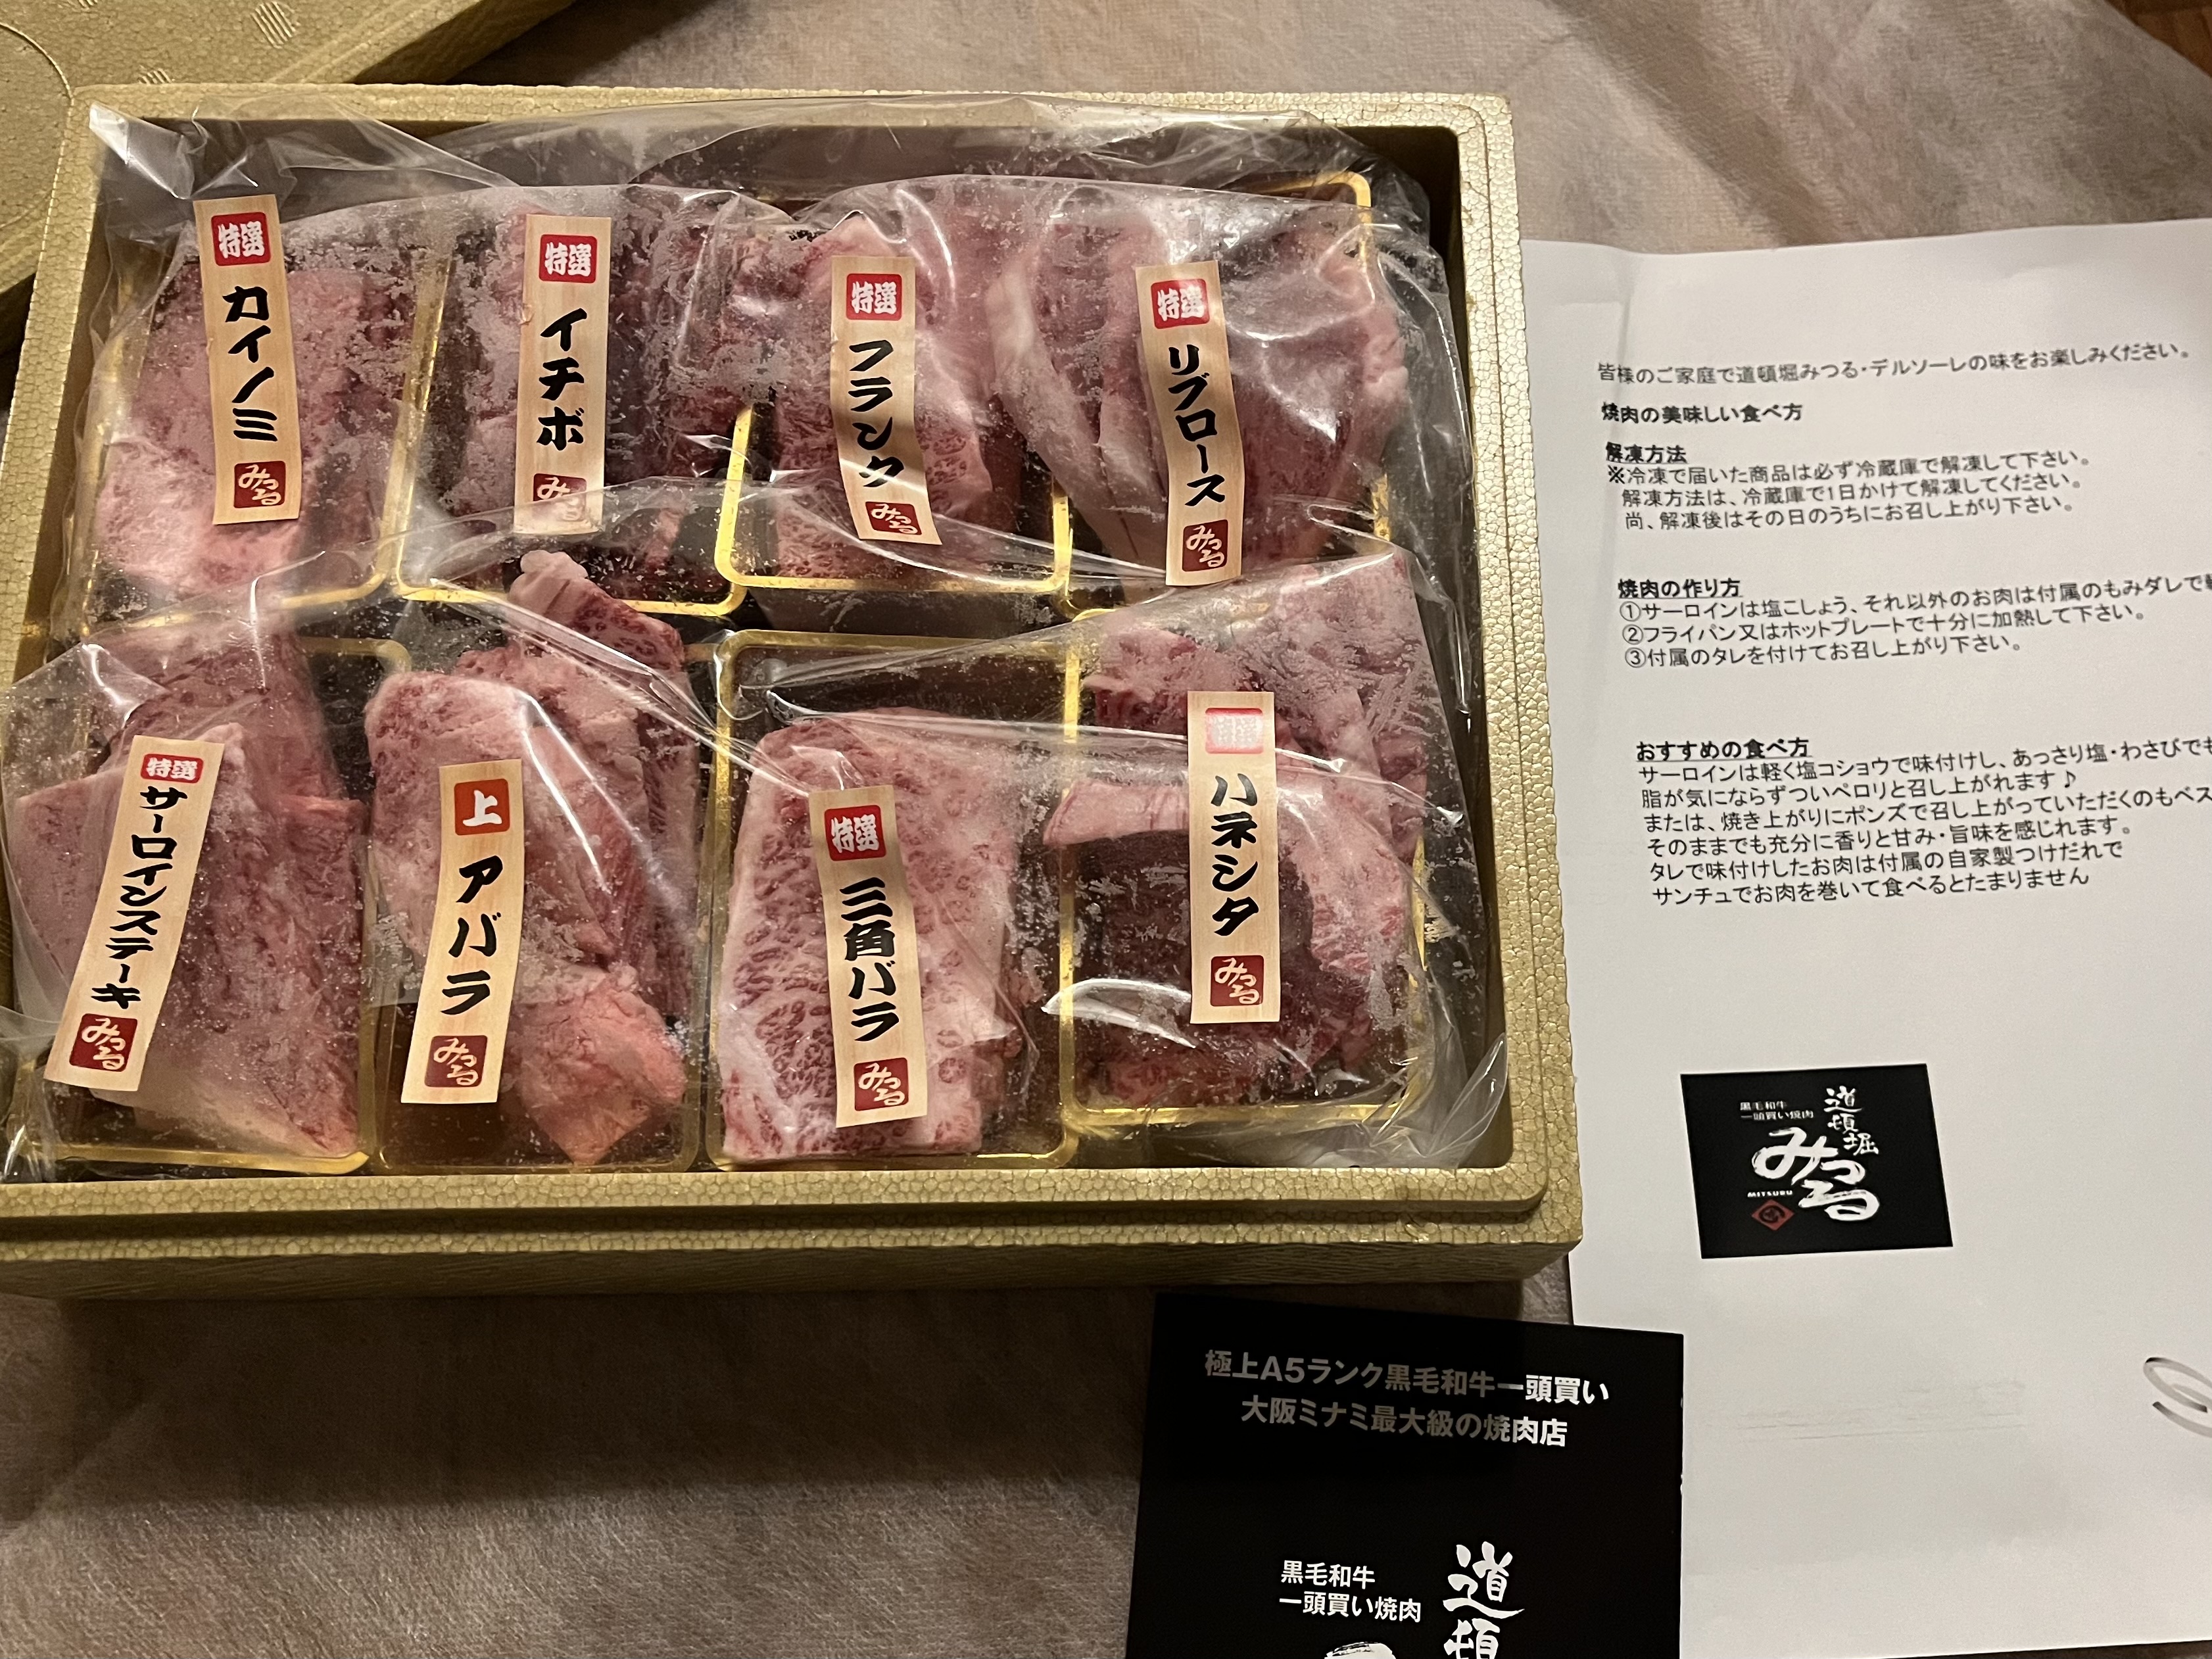 特選
カイノミ
みつる
特選
イチボ
みつる
特選
フランク
みつる
特選
リブロース
みつる
特選
サーロインステーキ
みつる
上
アバラ
みつる
特選
三角バラ
みつる
ハネシタ
みつる
皆様のご家庭で道頓堀みつる・デルソーレの味をお楽しみください。
焼肉の美味しい食べ方
解凍方法
※冷凍で届いた商品は必ず冷蔵庫で解凍して下さい。
解凍方法は、冷蔵庫で1日かけて解凍してください。
尚、解凍後はその日のうちにお召し上がり下さい。
焼肉の作り方
①サーロインは塩こしょう、それ以外のお肉は付属のもみダレで
②フライパン又はホットプレートで十分に加熱して下さい。
③付属のタレを付けてお召し上がり下さい。
おすすめの食べ方
サーロインは軽く塩コショウで味付けし、あっさり塩・わさびでも
脂が気にならずついペロリと召し上がれます♪
または、焼き上がりにポンズで召し上がっていただくのもベス
そのままでも充分に香りと甘み・旨味を感じれます。
タレで味付けしたお肉は付属の自家製つけだれで
サンチュでお肉を巻いて食べるとたまりません
黒毛和牛
一頭買い焼肉
道頓堀
みつる
MITSURU
極上A5ランク黒毛和牛一頭買い
大阪ミナミ最大級の焼肉店
黒毛和牛
一頭買い焼肉
道頓